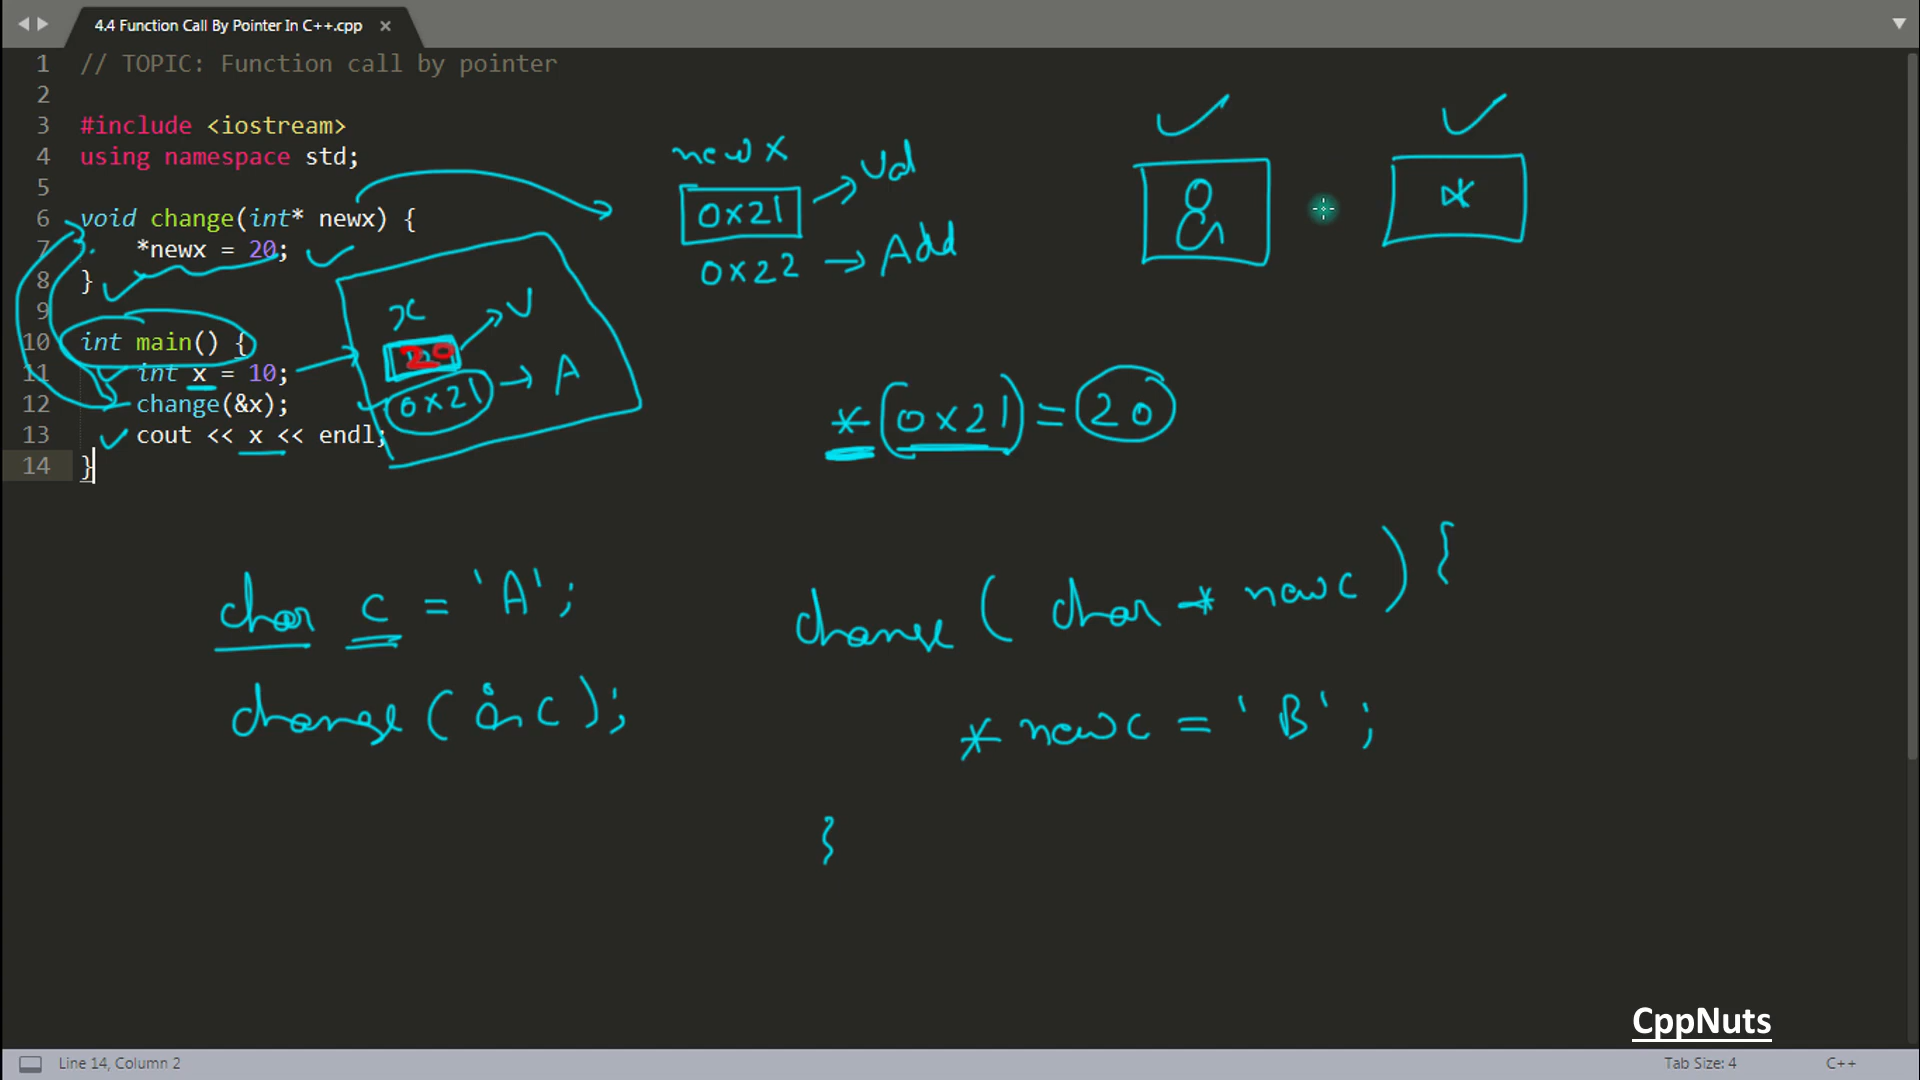 4.4 Function Call By Pointer In C++.cpp ×
1 // TOPIC: Function call by pointer
2
3 #include <iostream>
4 using namespace std;
5
6 void change(int* newx) {
7 *newx = 20;
8 }
9
10 int main() {
11 int x = 10;
12 change(&x);
13 cout << x << endl;
14 }
newx
0x21 → Val
0x22 → Add
x
20 → V
0x21 → A
&
*
*(0x21) = 20
char c = 'A';
change(&c);
change(char* newc) {
*newc = 'B';
}
CppNuts
Line 14, Column 2
Tab Size: 4
C++